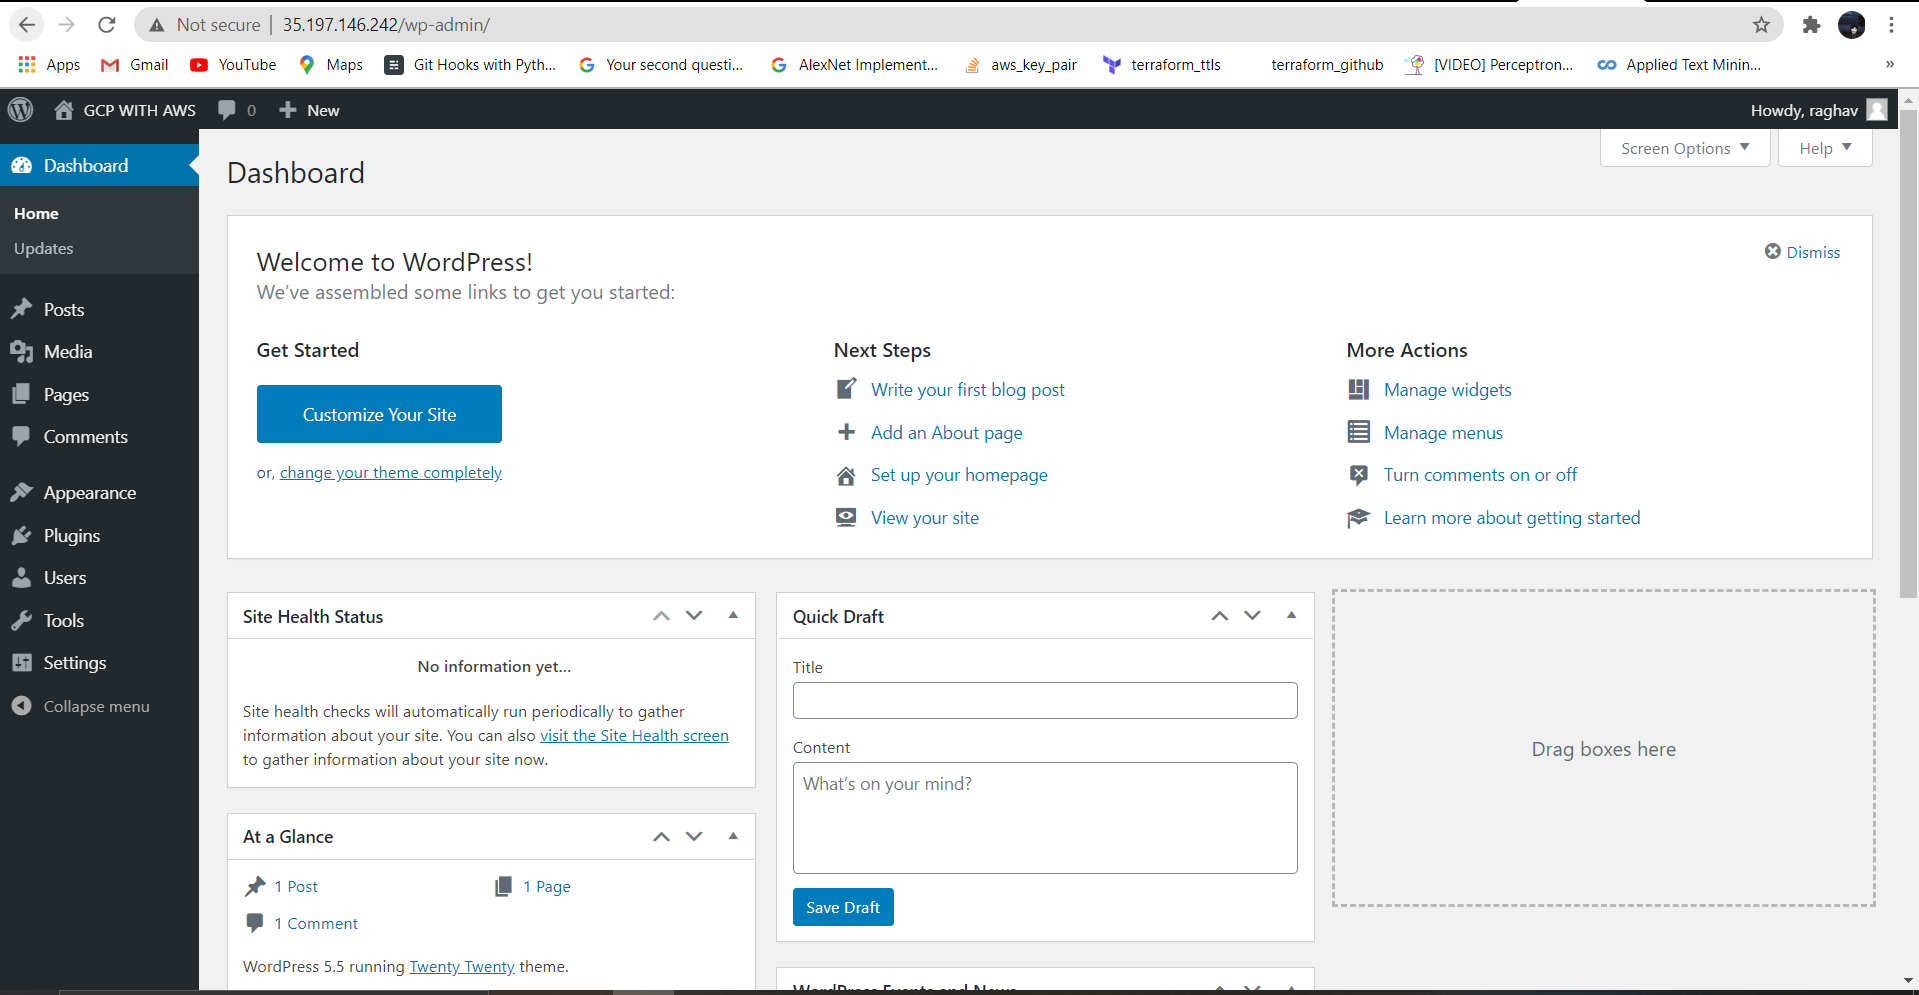 Not secure | 35.197.146.242/wp-admin/
Apps Gmail YouTube Maps Git Hooks with Pyth... Your second questi... AlexNet Implement... aws_key_pair terraform_ttls terraform_github [VIDEO] Perceptron... Applied Text Minin... »
GCP WITH AWS 0 New Howdy, raghav
Screen Options Help
Dashboard
Home
Updates
Posts
Media
Pages
Comments
Appearance
Plugins
Users
Tools
Settings
Collapse menu
Dashboard
Welcome to WordPress!
We've assembled some links to get you started:
Dismiss
Get Started
Customize Your Site
or, change your theme completely
Next Steps
Write your first blog post
Add an About page
Set up your homepage
View your site
More Actions
Manage widgets
Manage menus
Turn comments on or off
Learn more about getting started
Site Health Status
No information yet...
Site health checks will automatically run periodically to gather
information about your site. You can also visit the Site Health screen
to gather information about your site now.
At a Glance
1 Post 1 Page
1 Comment
WordPress 5.5 running Twenty Twenty theme.
Quick Draft
Title
Content
What's on your mind?
Save Draft
WordPress Events and News
Drag boxes here